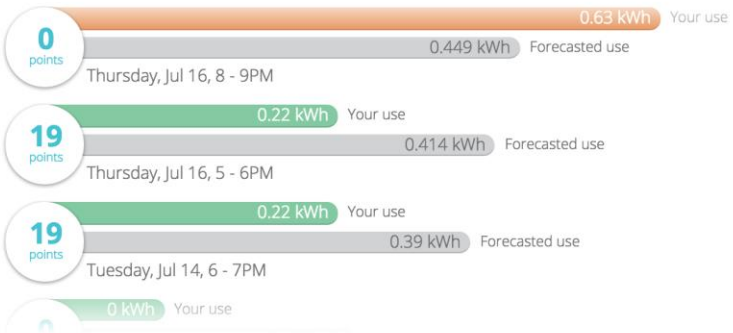 0.63 kWh Your use
0
points
0.449 kWh Forecasted use
Thursday, Jul 16, 8 - 9PM
0.22 kWh Your use
19
points
0.414 kWh Forecasted use
Thursday, Jul 16, 5 - 6PM
0.22 kWh Your use
19
points
0.39 kWh Forecasted use
Tuesday, Jul 14, 6 - 7PM
0 kWh Your use